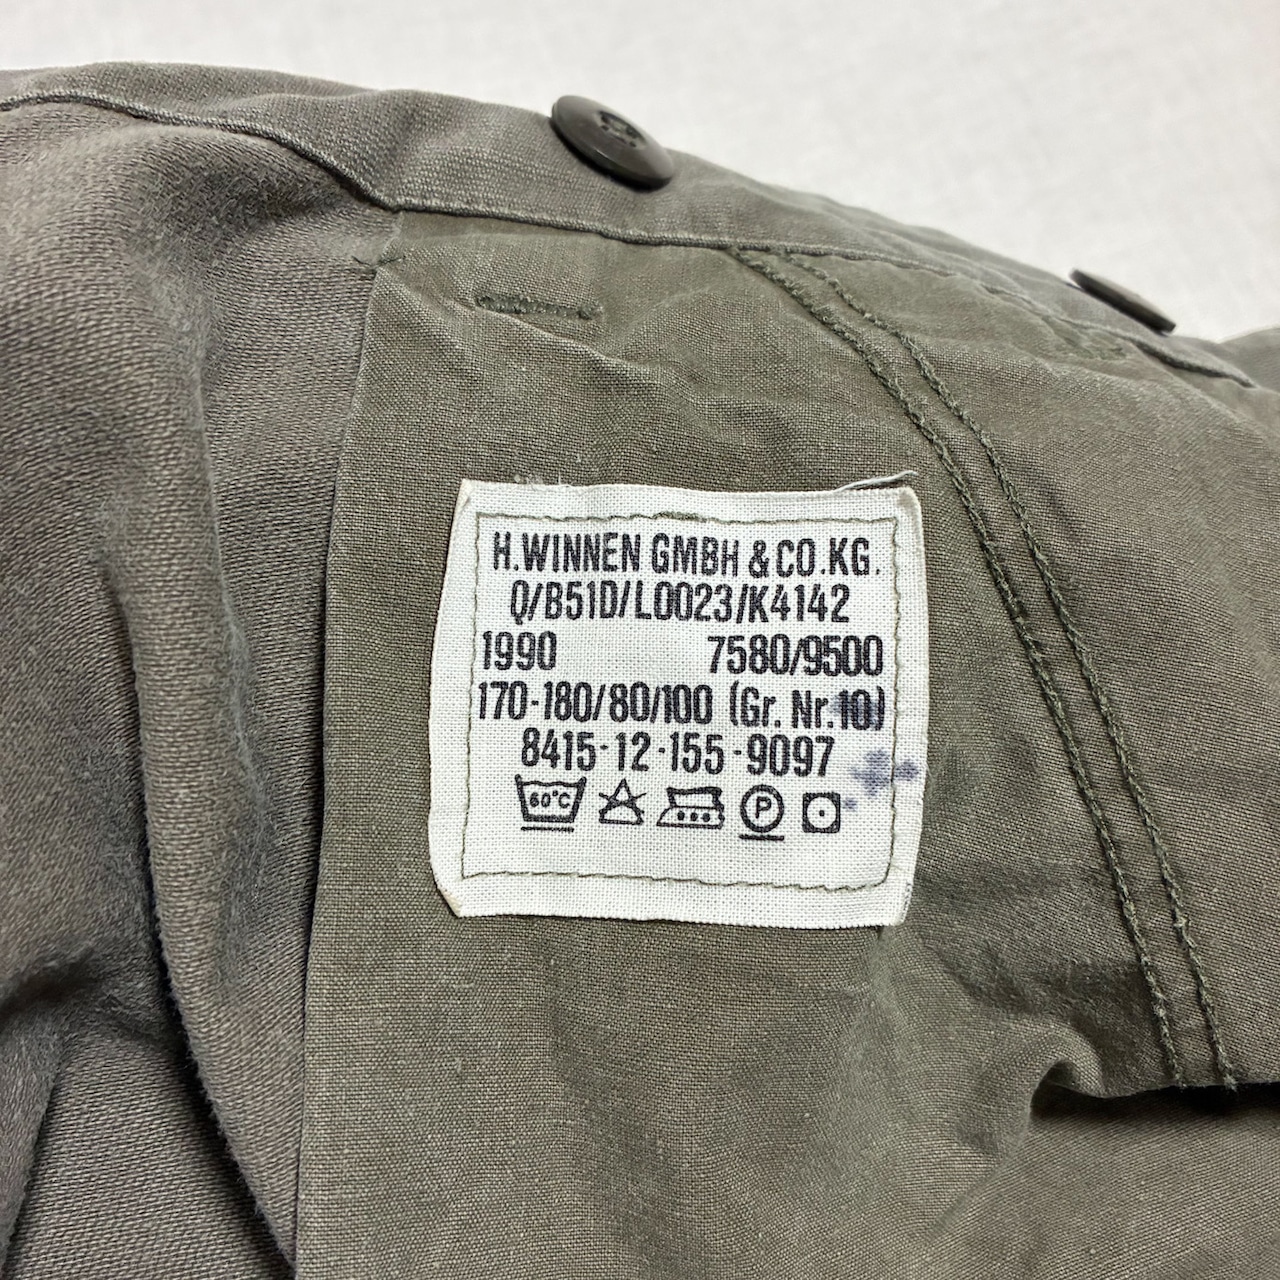 H.WINNEN GMBH & CO.KG.
Q/B51D/L0023/K4142
1990 7580/9500
170-180/80/100 (Gr. Nr.10)
8415-12-155-9097
60°C P